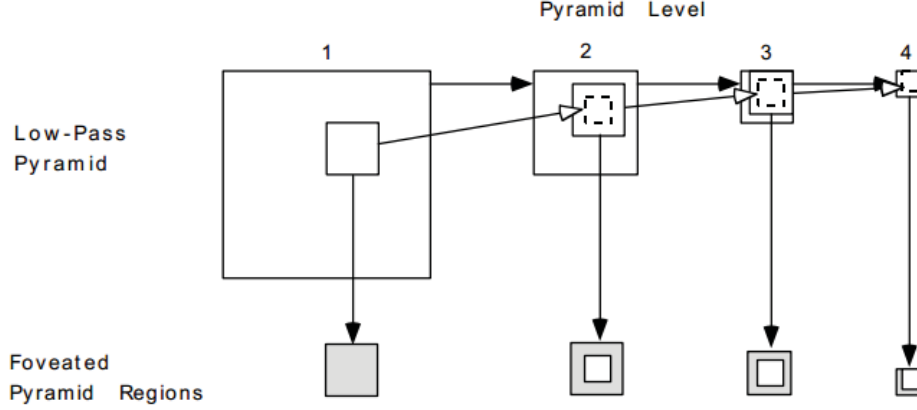 Pyramid Level
1 2 3 4
Low-Pass
Pyramid
Foveated
Pyramid Regions